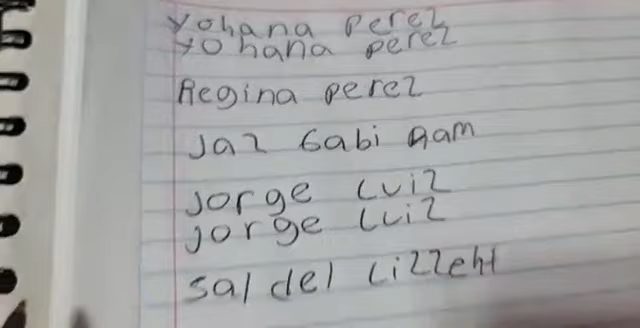 Yohana perez
Yohana perez
Regina perez
Jaz Gabi Ram
Jorge Luiz
Jorge Luiz
Sal del Lizzeht